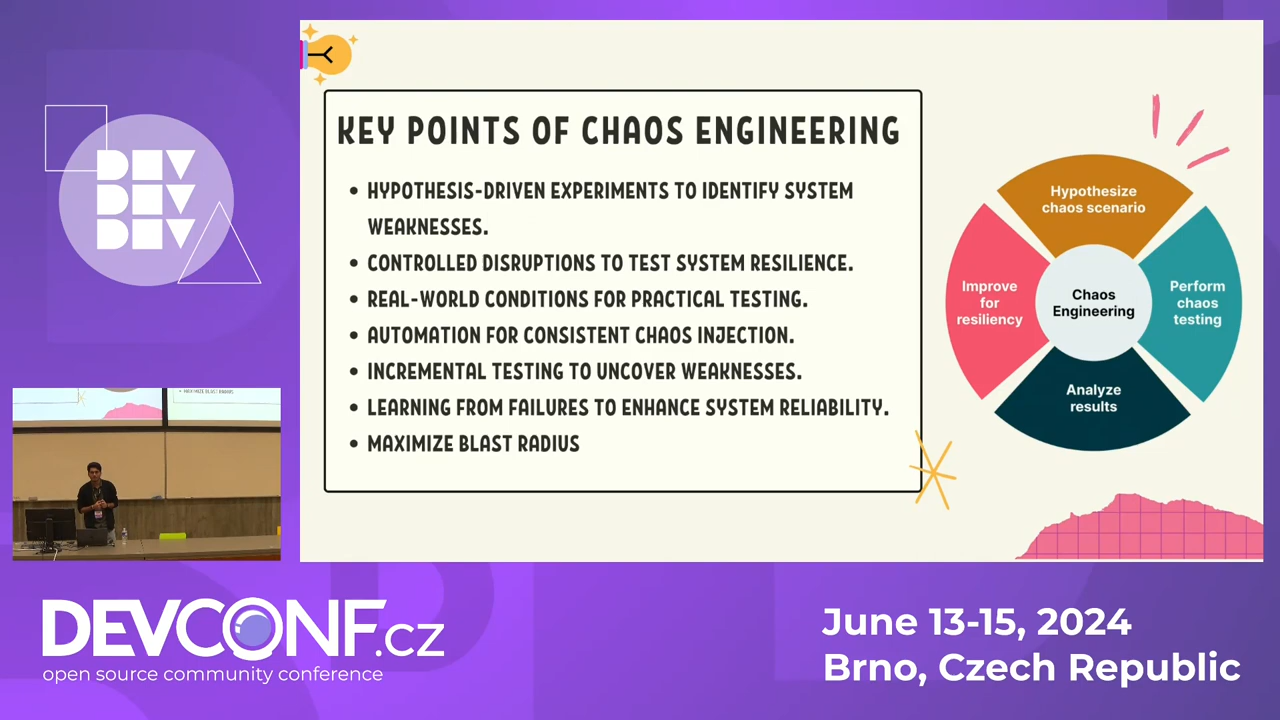 DEV
DEV
DEV
KEY POINTS OF CHAOS ENGINEERING
• HYPOTHESIS-DRIVEN EXPERIMENTS TO IDENTIFY SYSTEM
WEAKNESSES.
• CONTROLLED DISRUPTIONS TO TEST SYSTEM RESILIENCE.
• REAL-WORLD CONDITIONS FOR PRACTICAL TESTING.
• AUTOMATION FOR CONSISTENT CHAOS INJECTION.
• INCREMENTAL TESTING TO UNCOVER WEAKNESSES.
• LEARNING FROM FAILURES TO ENHANCE SYSTEM RELIABILITY.
• MAXIMIZE BLAST RADIUS
Hypothesize
chaos scenario
Improve
for
resiliency
Chaos
Engineering
Perform
chaos
testing
Analyze
results
MAXIMIZE BLAST RADIUS
DEVCONF.cz
open source community conference
June 13-15, 2024
Brno, Czech Republic